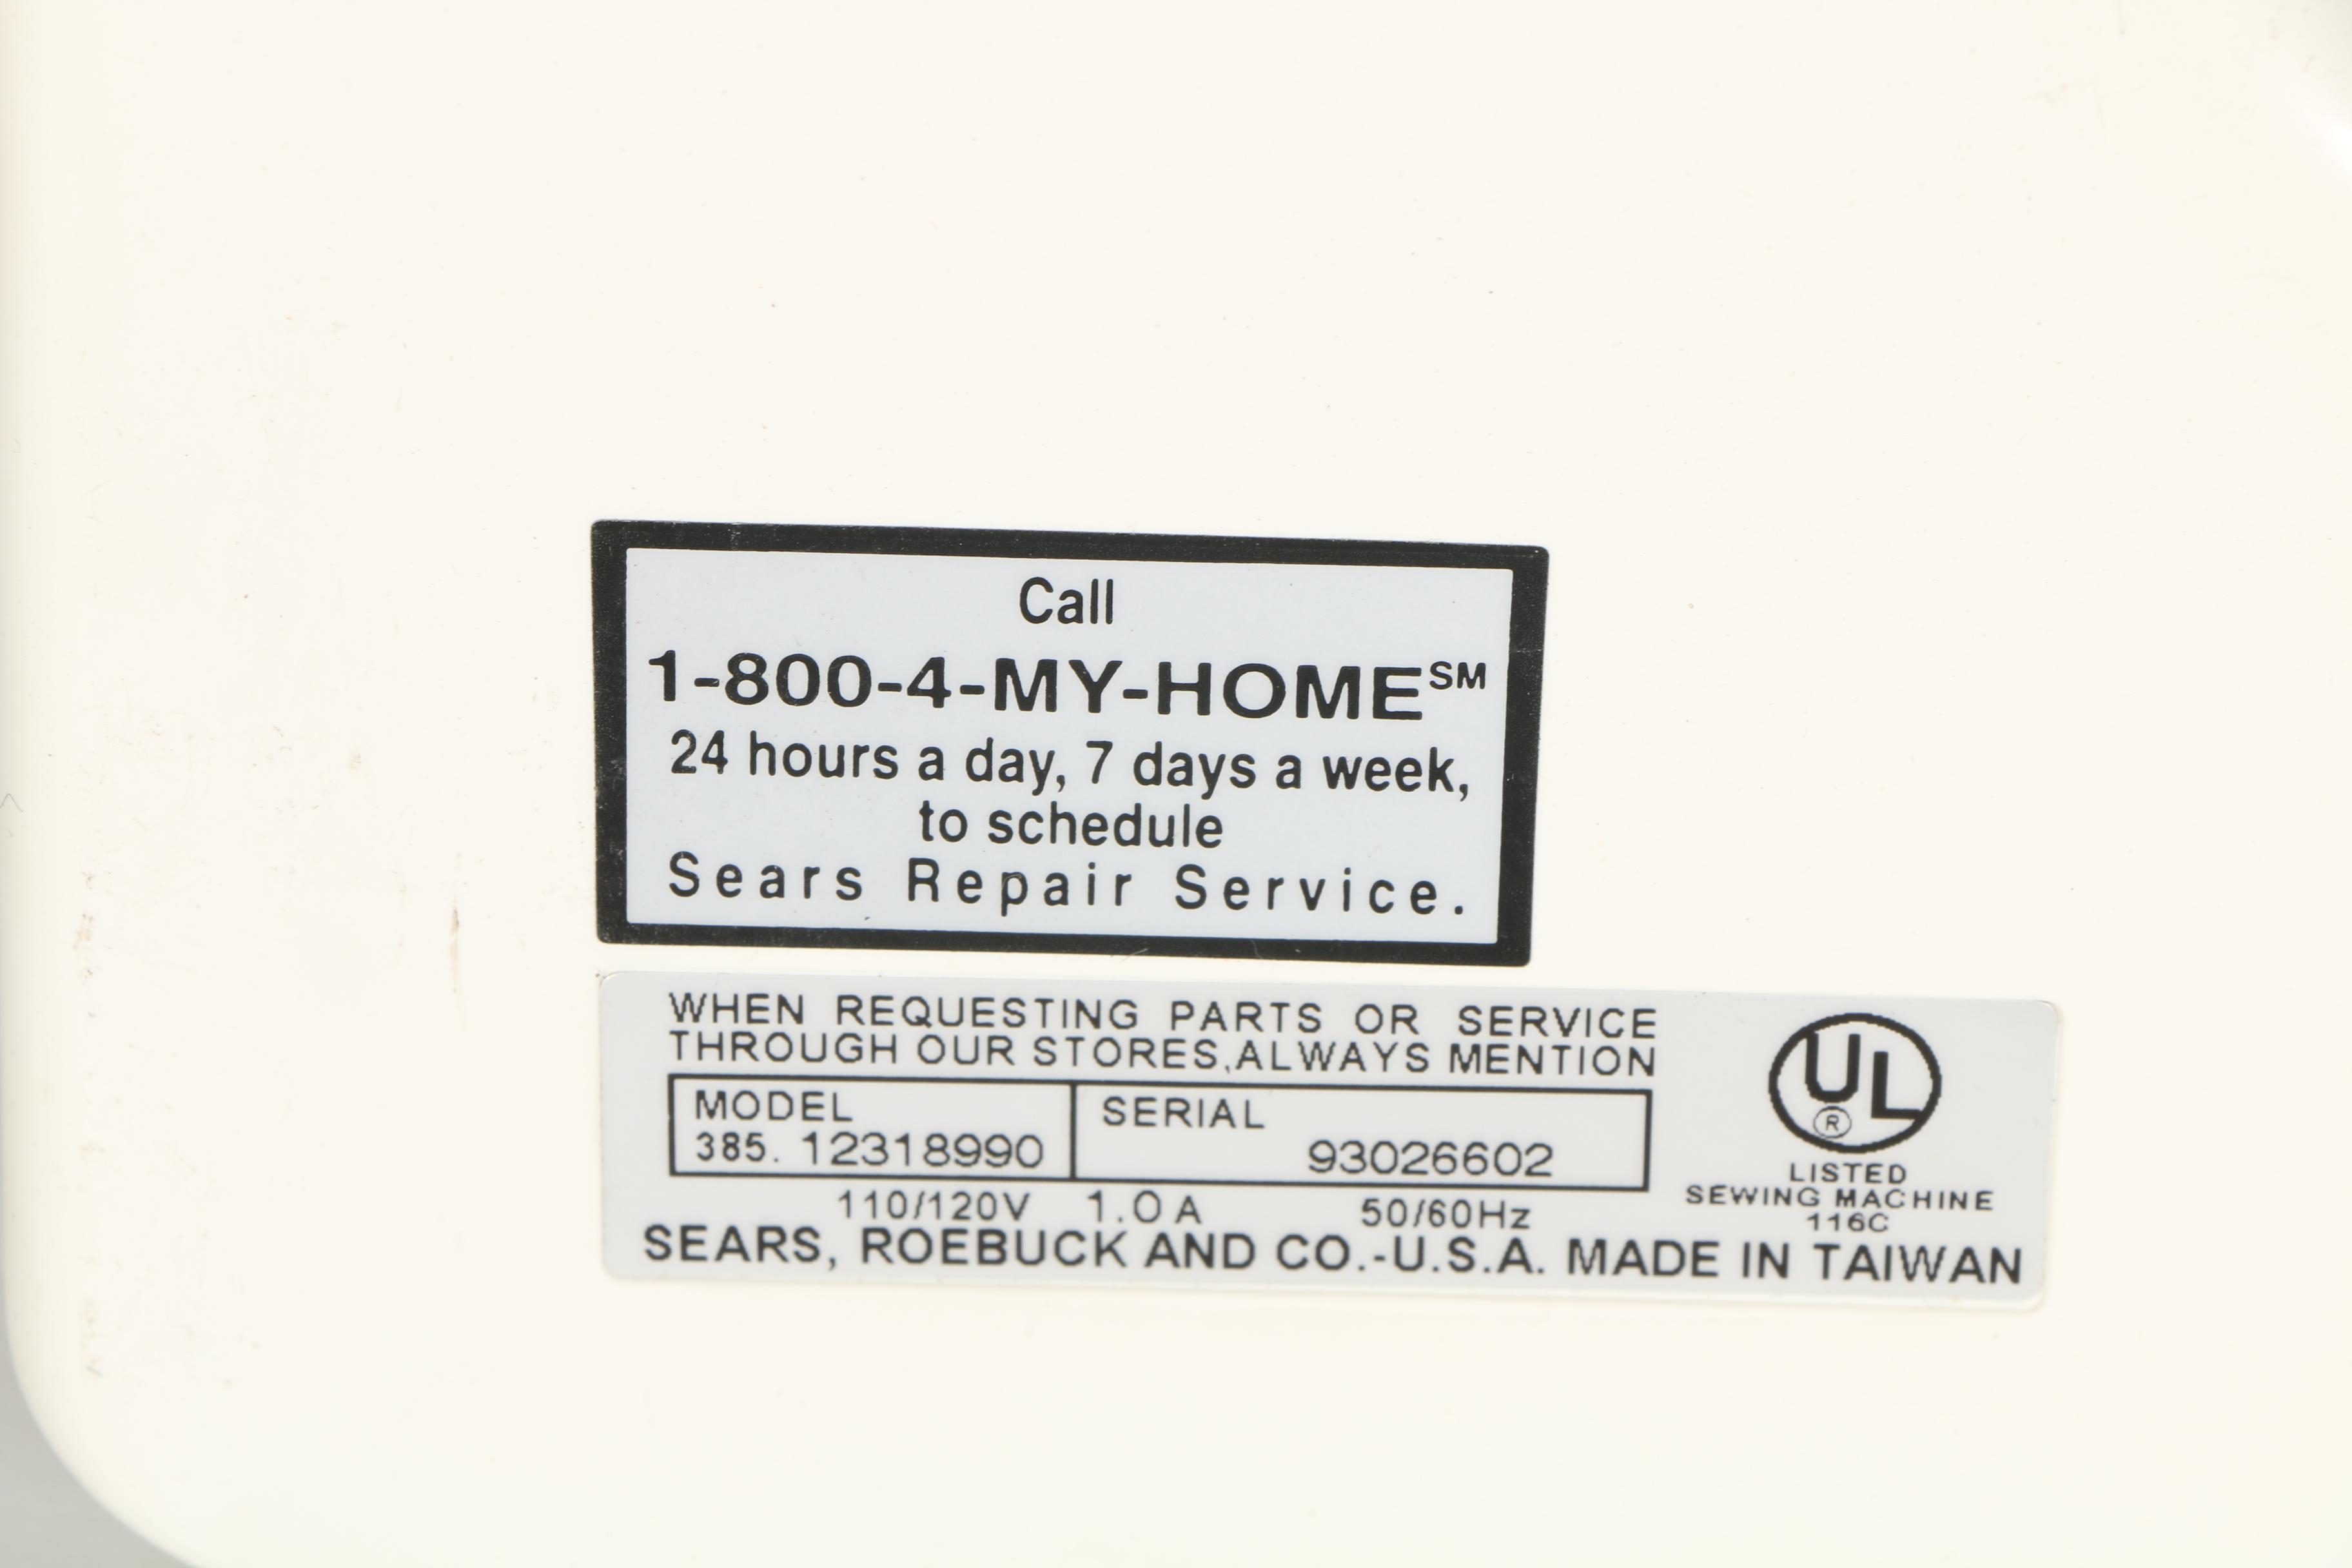 Call
1-800-4-MY-HOME℠
24 hours a day, 7 days a week,
to schedule
Sears Repair Service.
WHEN REQUESTING PARTS OR SERVICE
THROUGH OUR STORES,ALWAYS MENTION
MODEL
385. 12318990
SERIAL
93026602
110/120V 1.0 A 50/60Hz
UL
®
LISTED
SEWING MACHINE
116C
SEARS, ROEBUCK AND CO.-U.S.A. MADE IN TAIWAN